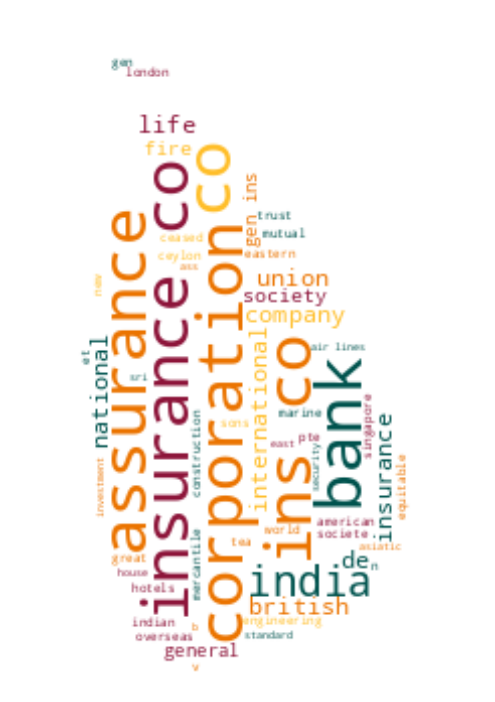 gen
london
life
fire
co
insurance co
corporation
assurance
gen ins
trust
mutual
ceased
eastern
ceylon
ass
new
union
society
company
national
et
sri
international
ins co
air lines
bank
singapore
marine
sons
construction
east
pte
security
insurance
equitable
investment
american
societe
world
tea
asiatic
mercantile
great
house
hotels
de
n
india
british
indian
b
engineering
overseas
standard
general
v